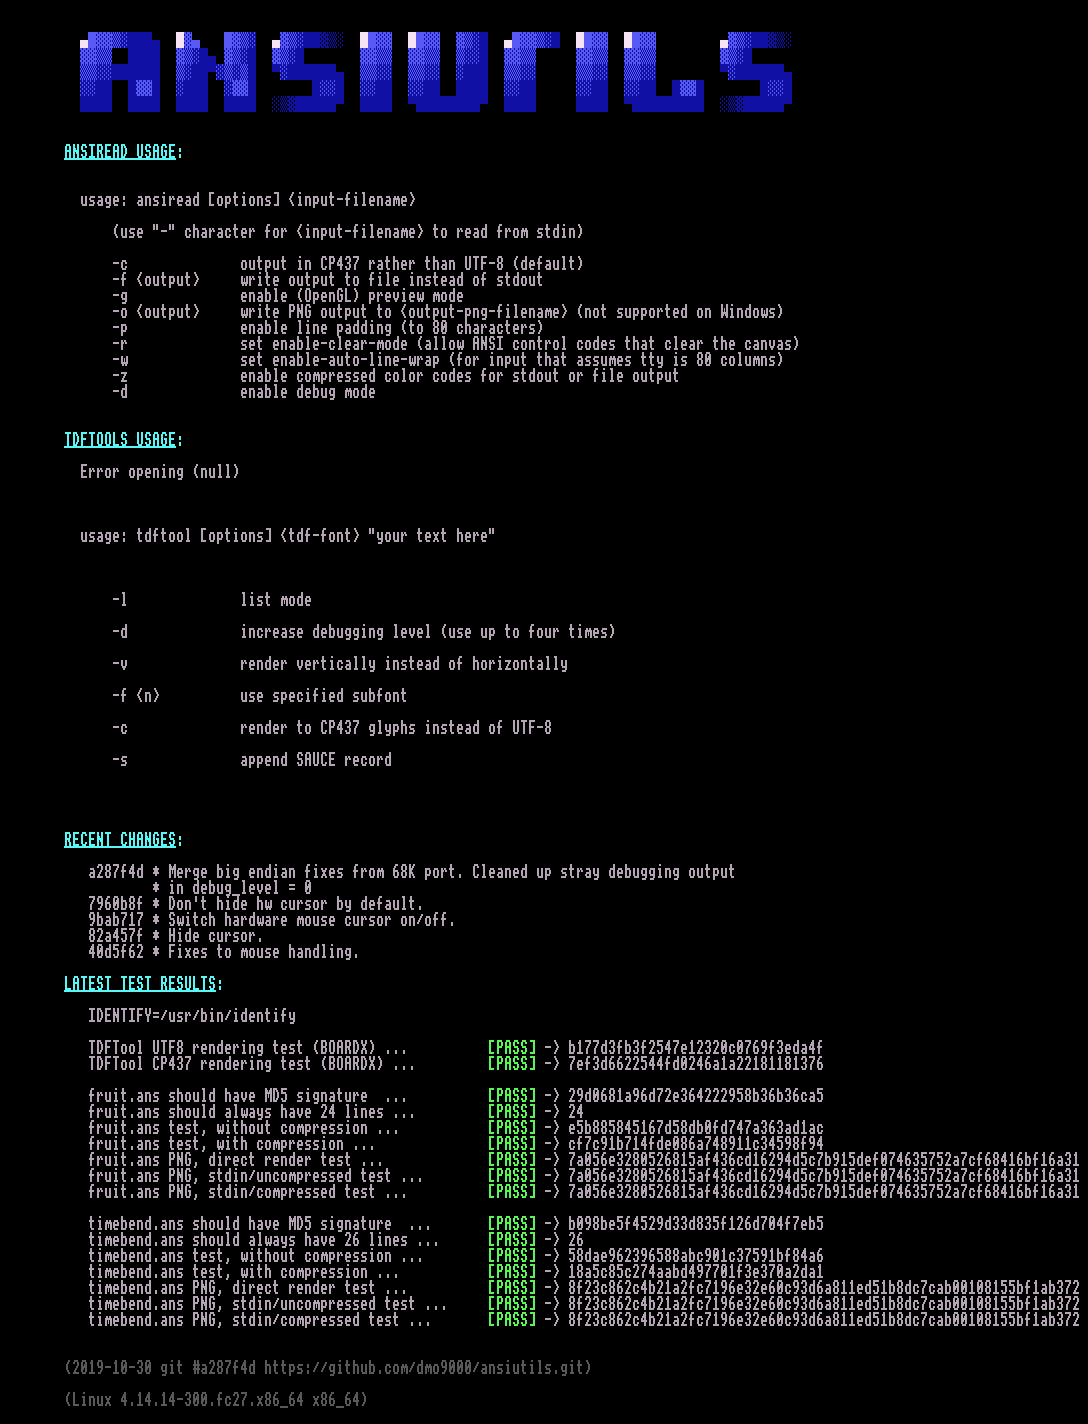 ANSIUTILS
ANSIREAD USAGE:
usage: ansiread [options] <input-filename>
(use "-" character for <input-filename> to read from stdin)
-c output in CP437 rather than UTF-8 (default)
-f <output> write output to file instead of stdout
-g enable (OpenGL) preview mode
-o <output> write PNG output to <output-png-filename> (not supported on Windows)
-p enable line padding (to 80 characters)
-r set enable-clear-mode (allow ANSI control codes that clear the canvas)
-w set enable-auto-line-wrap (for input that assumes tty is 80 columns)
-z enable compressed color codes for stdout or file output
-d enable debug mode
TDFTOOLS USAGE:
Error opening (null)
usage: tdftool [options] <tdf-font> "your text here"
-l list mode
-d increase debugging level (use up to four times)
-v render vertically instead of horizontally
-f <n> use specified subfont
-c render to CP437 glyphs instead of UTF-8
-s append SAUCE record
RECENT CHANGES:
a287f4d * Merge big endian fixes from 68K port. Cleaned up stray debugging output
* in debug_level = 0
7960b8f * Don't hide hw cursor by default.
9bab717 * Switch hardware mouse cursor on/off.
82a457f * Hide cursor.
40d5f62 * Fixes to mouse handling.
LATEST TEST RESULTS:
IDENTIFY=/usr/bin/identify
TDFTool UTF8 rendering test (BOARDX) ... [PASS] -> b177d3fb3f2547e12320c0769f3eda4f
TDFTool CP437 rendering test (BOARDX) ... [PASS] -> 7ef3d6622544fd0246a1a22181181376
fruit.ans should have MD5 signature ... [PASS] -> 29d0681a96d72e364222958b36b36ca5
fruit.ans should always have 24 lines ... [PASS] -> 24
fruit.ans test, without compression ... [PASS] -> e5b885845167d58db0fd747a363ad1ac
fruit.ans test, with compression ... [PASS] -> cf7c91b714fde086a748911c34598f94
fruit.ans PNG, direct render test ... [PASS] -> 7a056e3280526815af436cd16294d5c7b915def074635752a7cf68416bf16a31
fruit.ans PNG, stdin/uncompressed test ... [PASS] -> 7a056e3280526815af436cd16294d5c7b915def074635752a7cf68416bf16a31
fruit.ans PNG, stdin/compressed test ... [PASS] -> 7a056e3280526815af436cd16294d5c7b915def074635752a7cf68416bf16a31
timebend.ans should have MD5 signature ... [PASS] -> b098be5f4529d33d835f126d704f7eb5
timebend.ans should always have 26 lines ... [PASS] -> 26
timebend.ans test, without compression ... [PASS] -> 58dae962396588abc901c37591bf84a6
timebend.ans test, with compression ... [PASS] -> 18a5c85c274aabd497701f3e370a2da1
timebend.ans PNG, direct render test ... [PASS] -> 8f23c862c4b21a2fc7196e32e60c93d6a811ed51b8dc7cab00108155bf1ab372
timebend.ans PNG, stdin/uncompressed test ... [PASS] -> 8f23c862c4b21a2fc7196e32e60c93d6a811ed51b8dc7cab00108155bf1ab372
timebend.ans PNG, stdin/compressed test ... [PASS] -> 8f23c862c4b21a2fc7196e32e60c93d6a811ed51b8dc7cab00108155bf1ab372
(2019-10-30 git #a287f4d https://github.com/dmo9000/ansiutils.git)
(Linux 4.14.14-300.fc27.x86_64 x86_64)